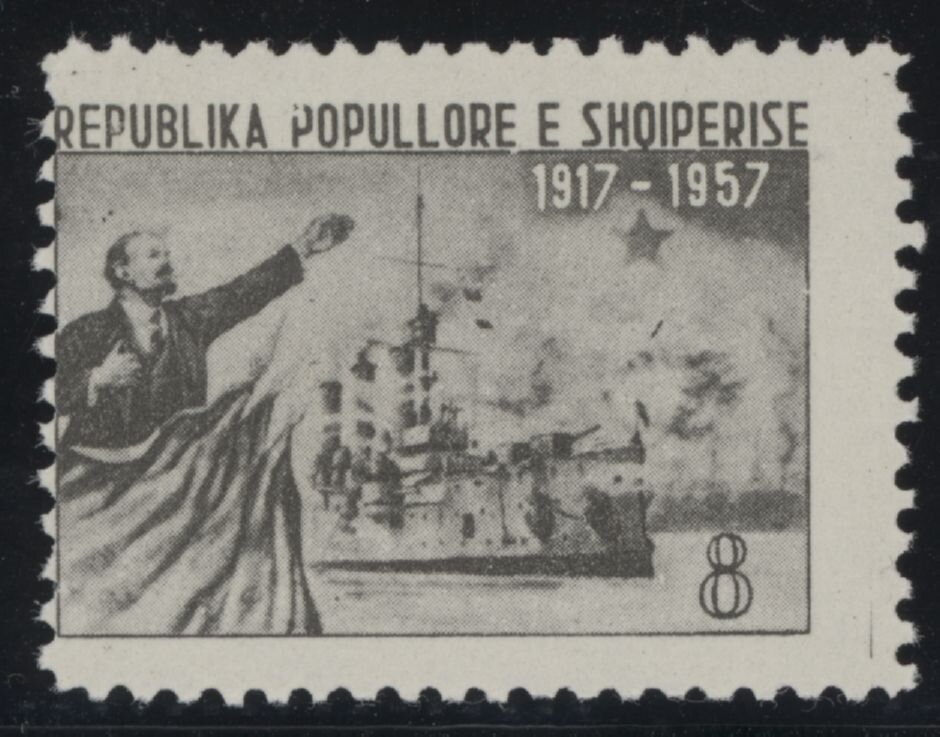 REPUBLIKA POPULLORE E SHQIPERISE
1917 - 1957
8